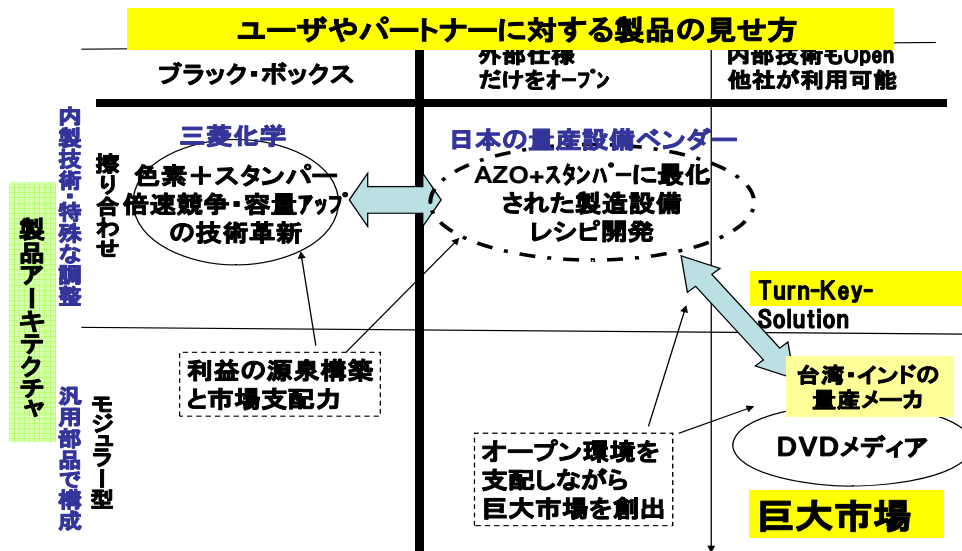 ユーザやパートナーに対する製品の見せ方
ブラック・ボックス
外部仕様
だけをオープン
内部技術もOpen
他社が利用可能
製品アーキテクチャ
内製技術・特殊な調整
擦り合わせ
三菱化学
色素＋スタンパー
倍速競争・容量アップ
の技術革新
日本の量産設備ベンダー
AZO+スタンパーに最化
された製造設備
レシピ開発
Turn-Key-
Solution
利益の源泉構築
と市場支配力
汎用部品で構成
モジュラー型
台湾・インドの
量産メーカ
オープン環境を
支配しながら
巨大市場を創出
DVDメディア
巨大市場